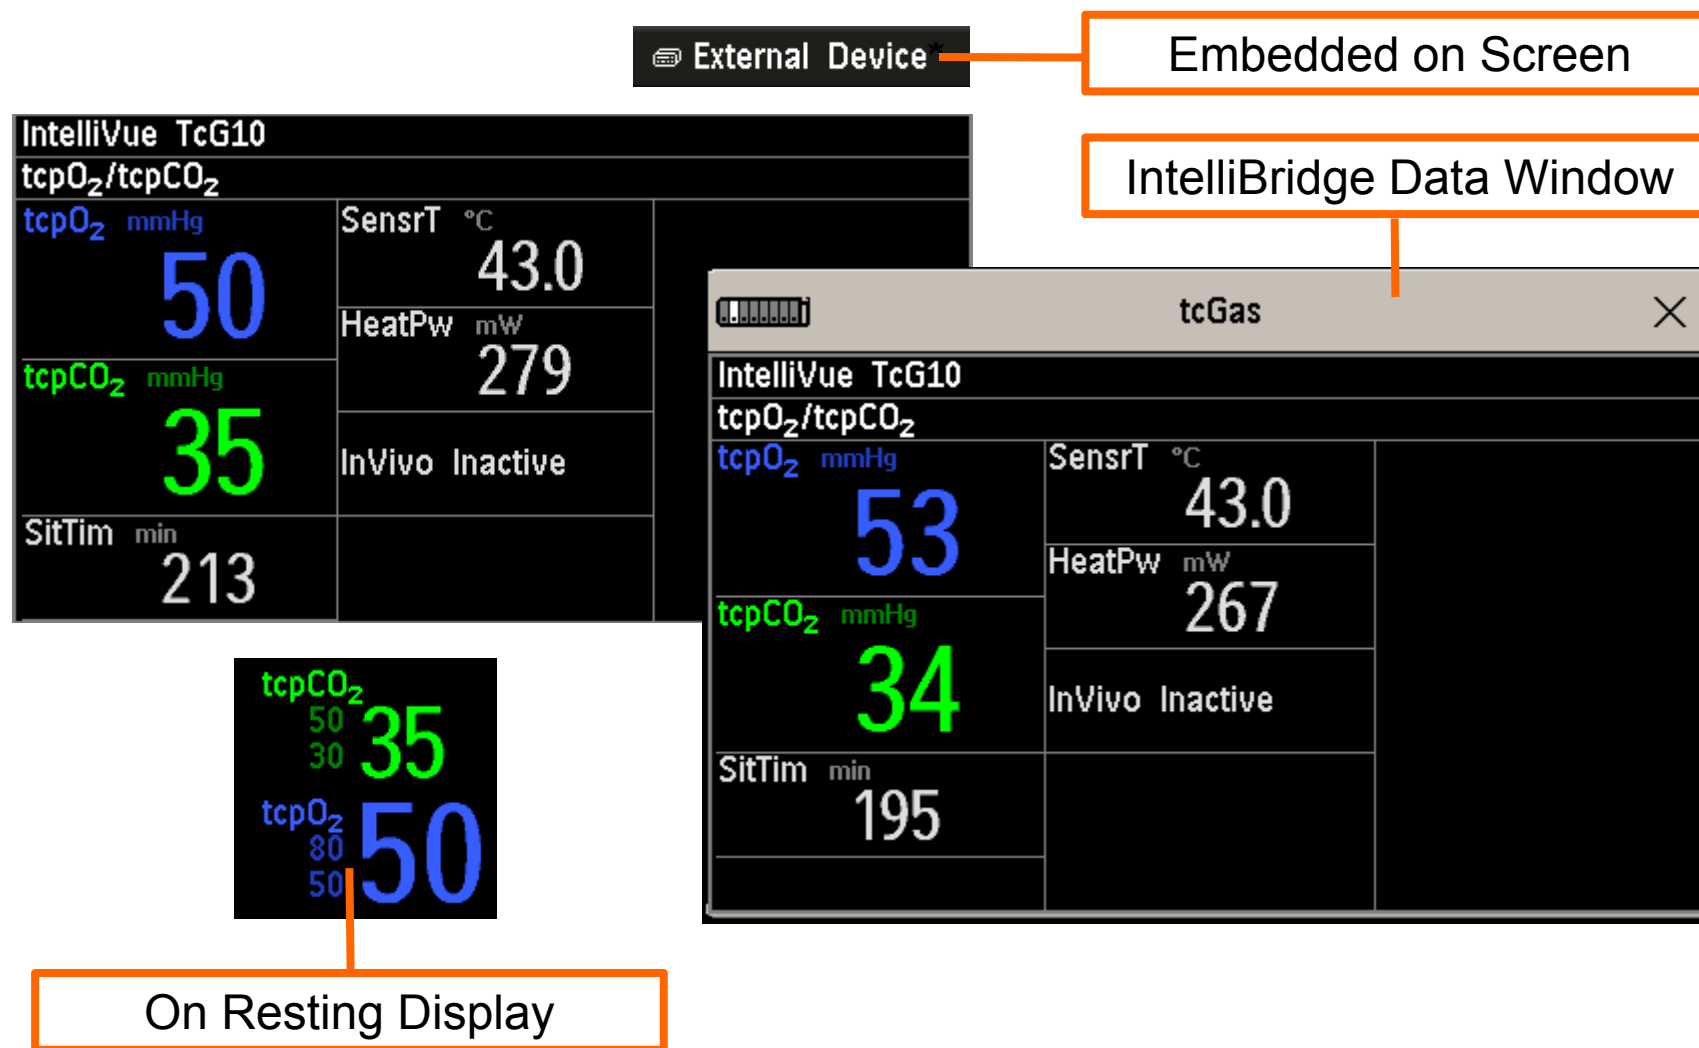 External Device*
Embedded on Screen
IntelliVue TcG10
tcpO₂/tcpCO₂
tcpO₂ mmHg
50
tcpCO₂ mmHg
35
SitTim min
213
SensrT °C
43.0
HeatPw mW
279
InVivo Inactive
IntelliBridge Data Window
tcGas
IntelliVue TcG10
tcpO₂/tcpCO₂
tcpO₂ mmHg
53
tcpCO₂ mmHg
34
SitTim min
195
SensrT °C
43.0
HeatPw mW
267
InVivo Inactive
tcpCO₂
50
30
35
tcpO₂
80
50
50
On Resting Display